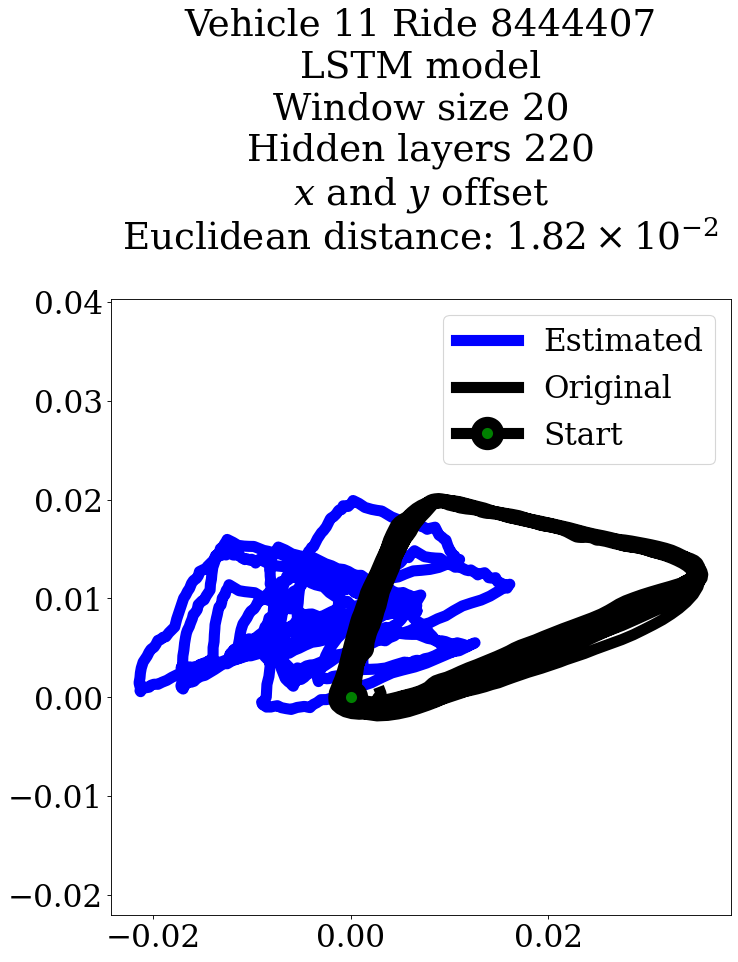 Vehicle 11 Ride 8444407
LSTM model
Window size 20
Hidden layers 220
x and y offset
Euclidean distance: 1.82 × 10⁻²
0.04
0.03
0.02
0.01
0.00
−0.01
−0.02
Estimated
Original
Start
−0.02 0.00 0.02